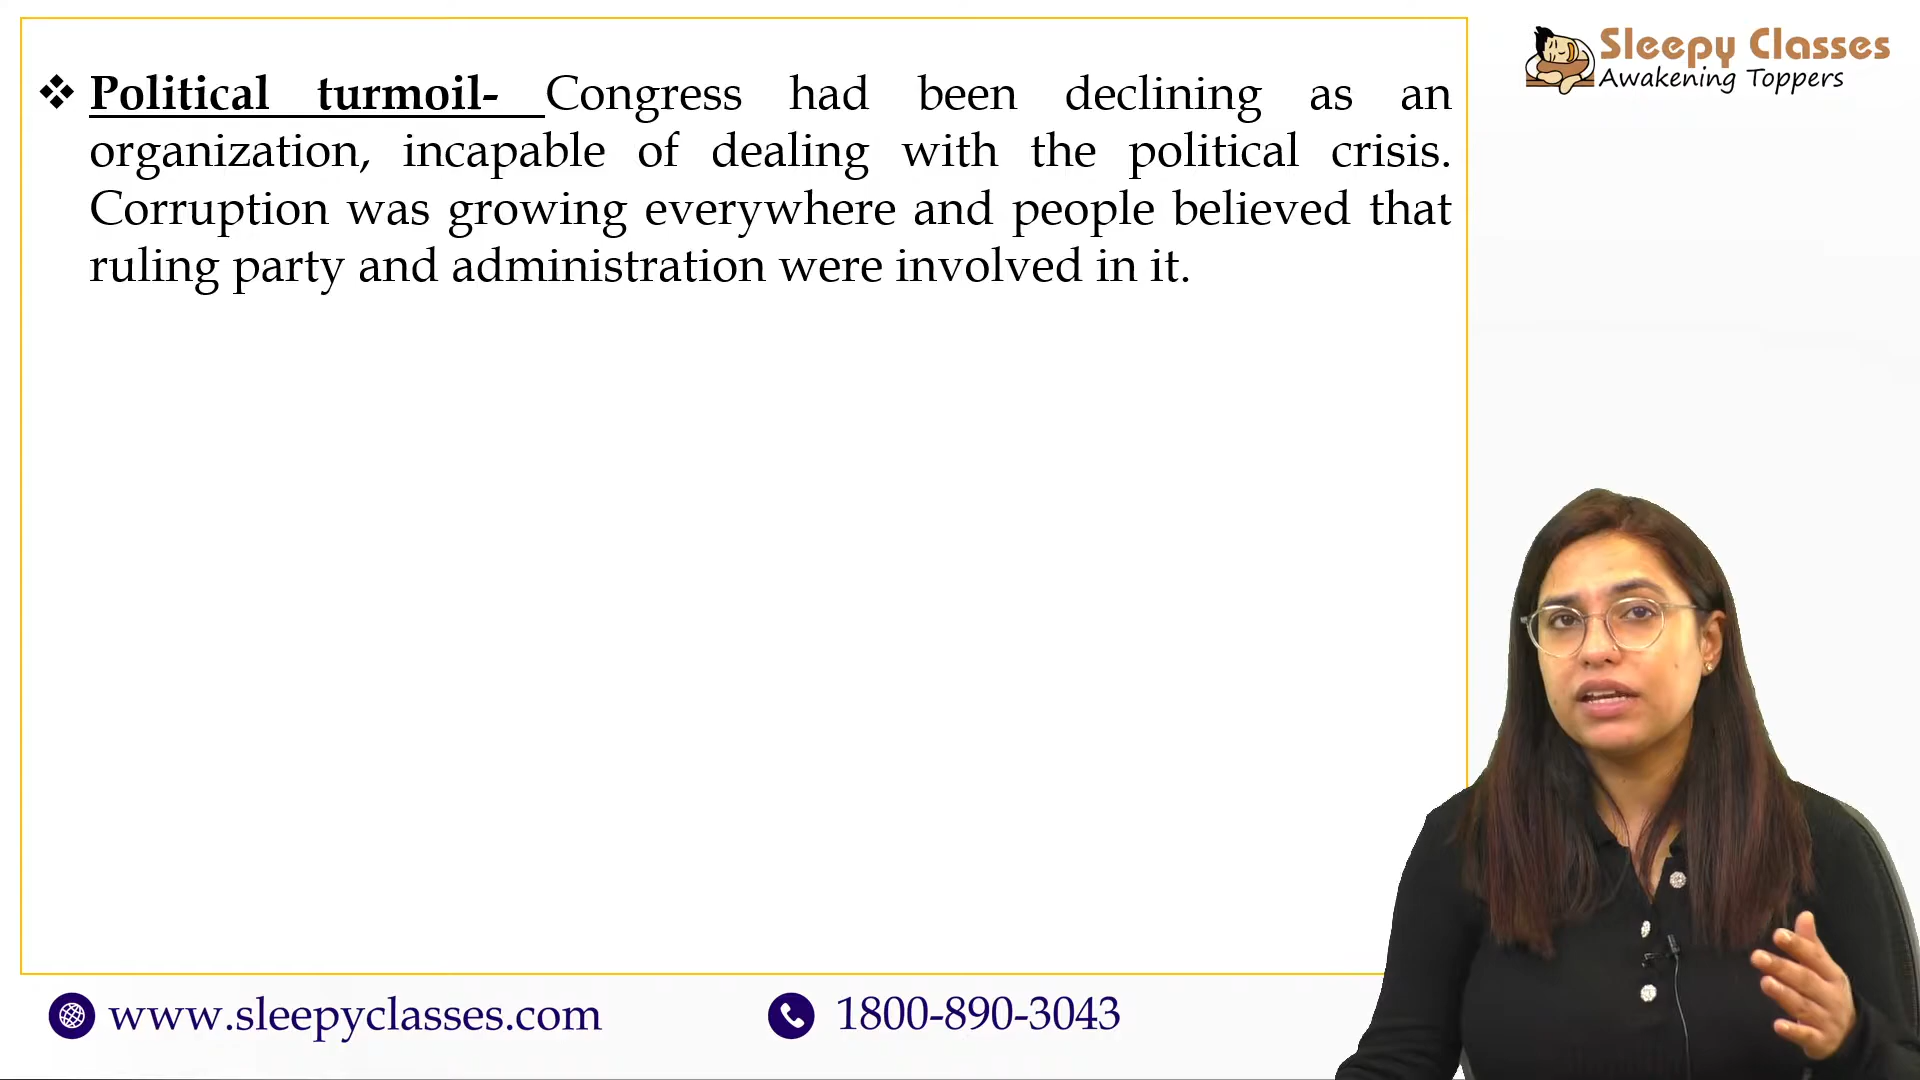 Sleepy Classes
Awakening Toppers
❖ Political turmoil- Congress had been declining as an
organization, incapable of dealing with the political crisis.
Corruption was growing everywhere and people believed that
ruling party and administration were involved in it.
www.sleepyclasses.com
1800-890-3043